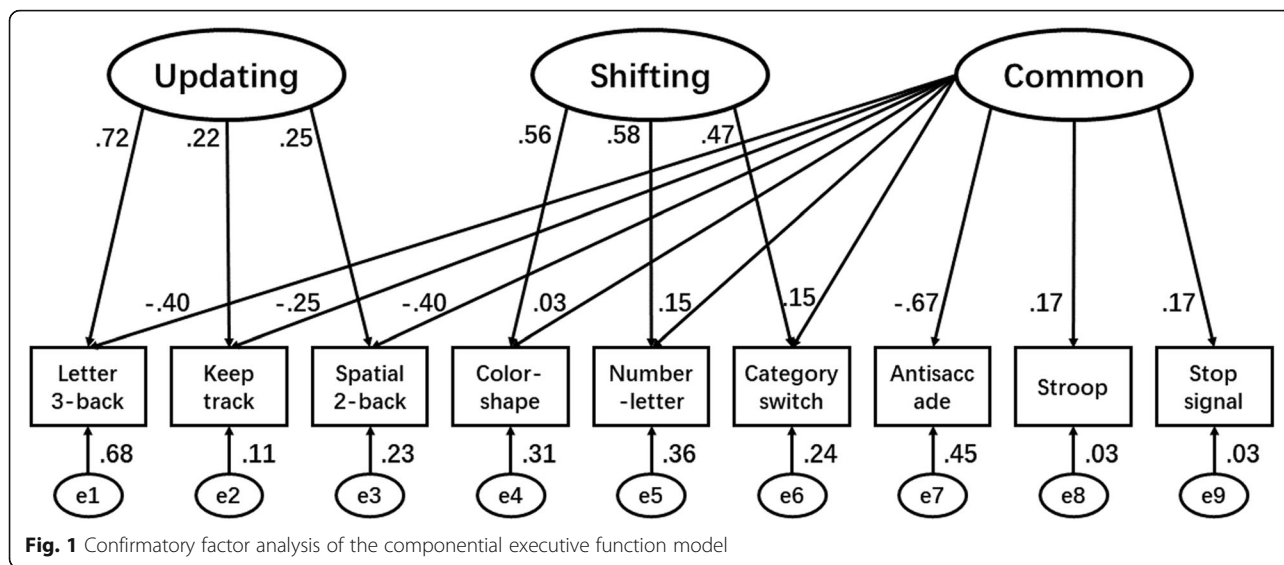 Updating
Shifting
Common
.72
.22
.25
.56
.58
.47
-.40
-.25
-.40
.03
.15
.15
-.67
.17
.17
Letter
3-back
Keep
track
Spatial
2-back
Color-
shape
Number
-letter
Category
switch
Antisacc
ade
Stroop
Stop
signal
.68
.11
.23
.31
.36
.24
.45
.03
.03
e1
e2
e3
e4
e5
e6
e7
e8
e9
Fig. 1 Confirmatory factor analysis of the componential executive function model